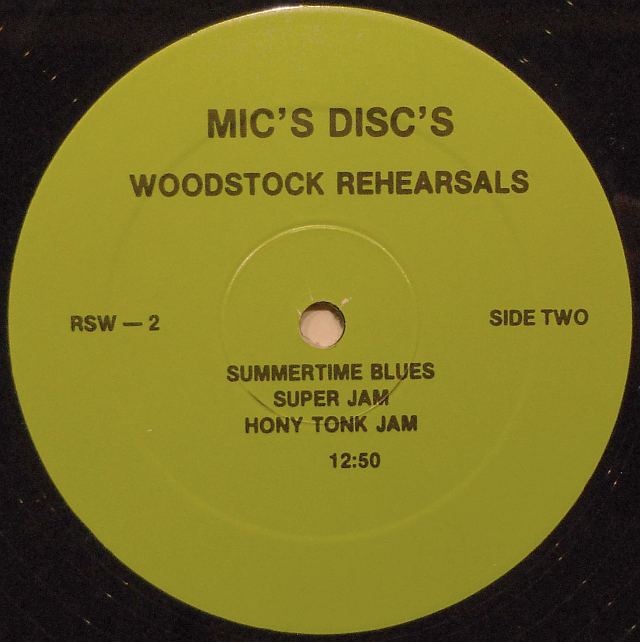 MIC'S DISC'S
WOODSTOCK REHEARSALS
RSW — 2
SIDE TWO
SUMMERTIME BLUES
SUPER JAM
HONY TONK JAM
12:50